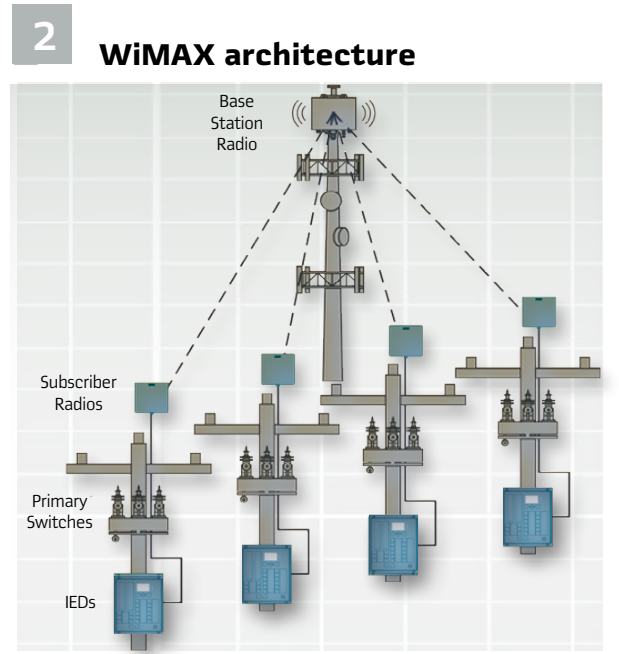 2
WiMAX architecture
Base
Station
Radio
Subscriber
Radios
Primary
Switches
IEDs